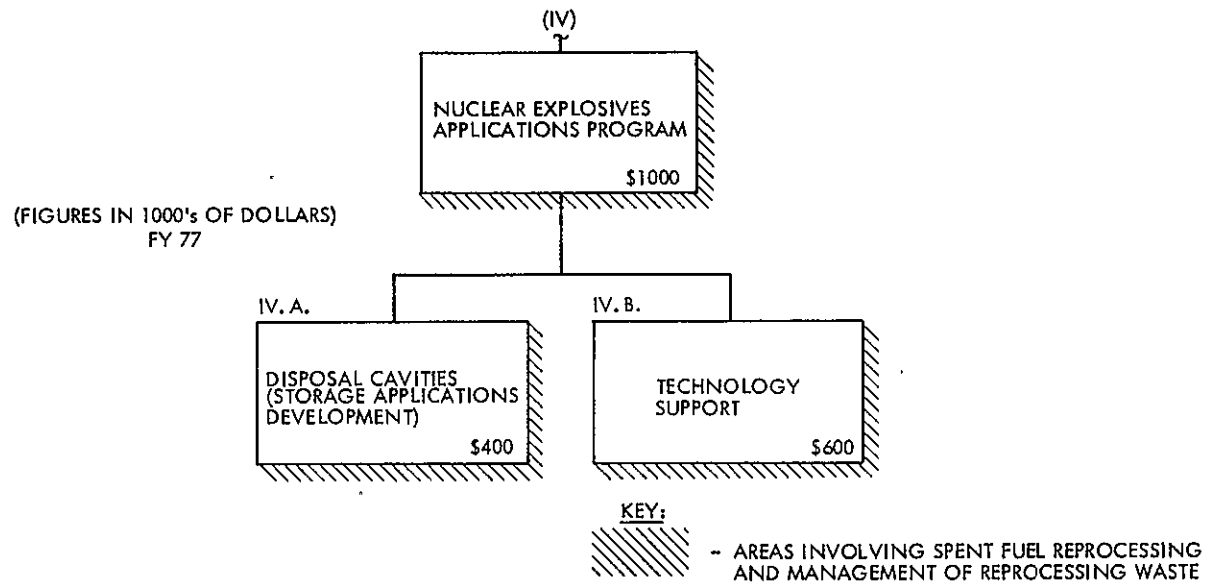 (IV)
NUCLEAR EXPLOSIVES
APPLICATIONS PROGRAM
$1000
(FIGURES IN 1000's OF DOLLARS)
FY 77
IV. A.
DISPOSAL CAVITIES
(STORAGE APPLICATIONS
DEVELOPMENT)
$400
IV. B.
TECHNOLOGY
SUPPORT
$600
KEY:
- AREAS INVOLVING SPENT FUEL REPROCESSING
AND MANAGEMENT OF REPROCESSING WASTE